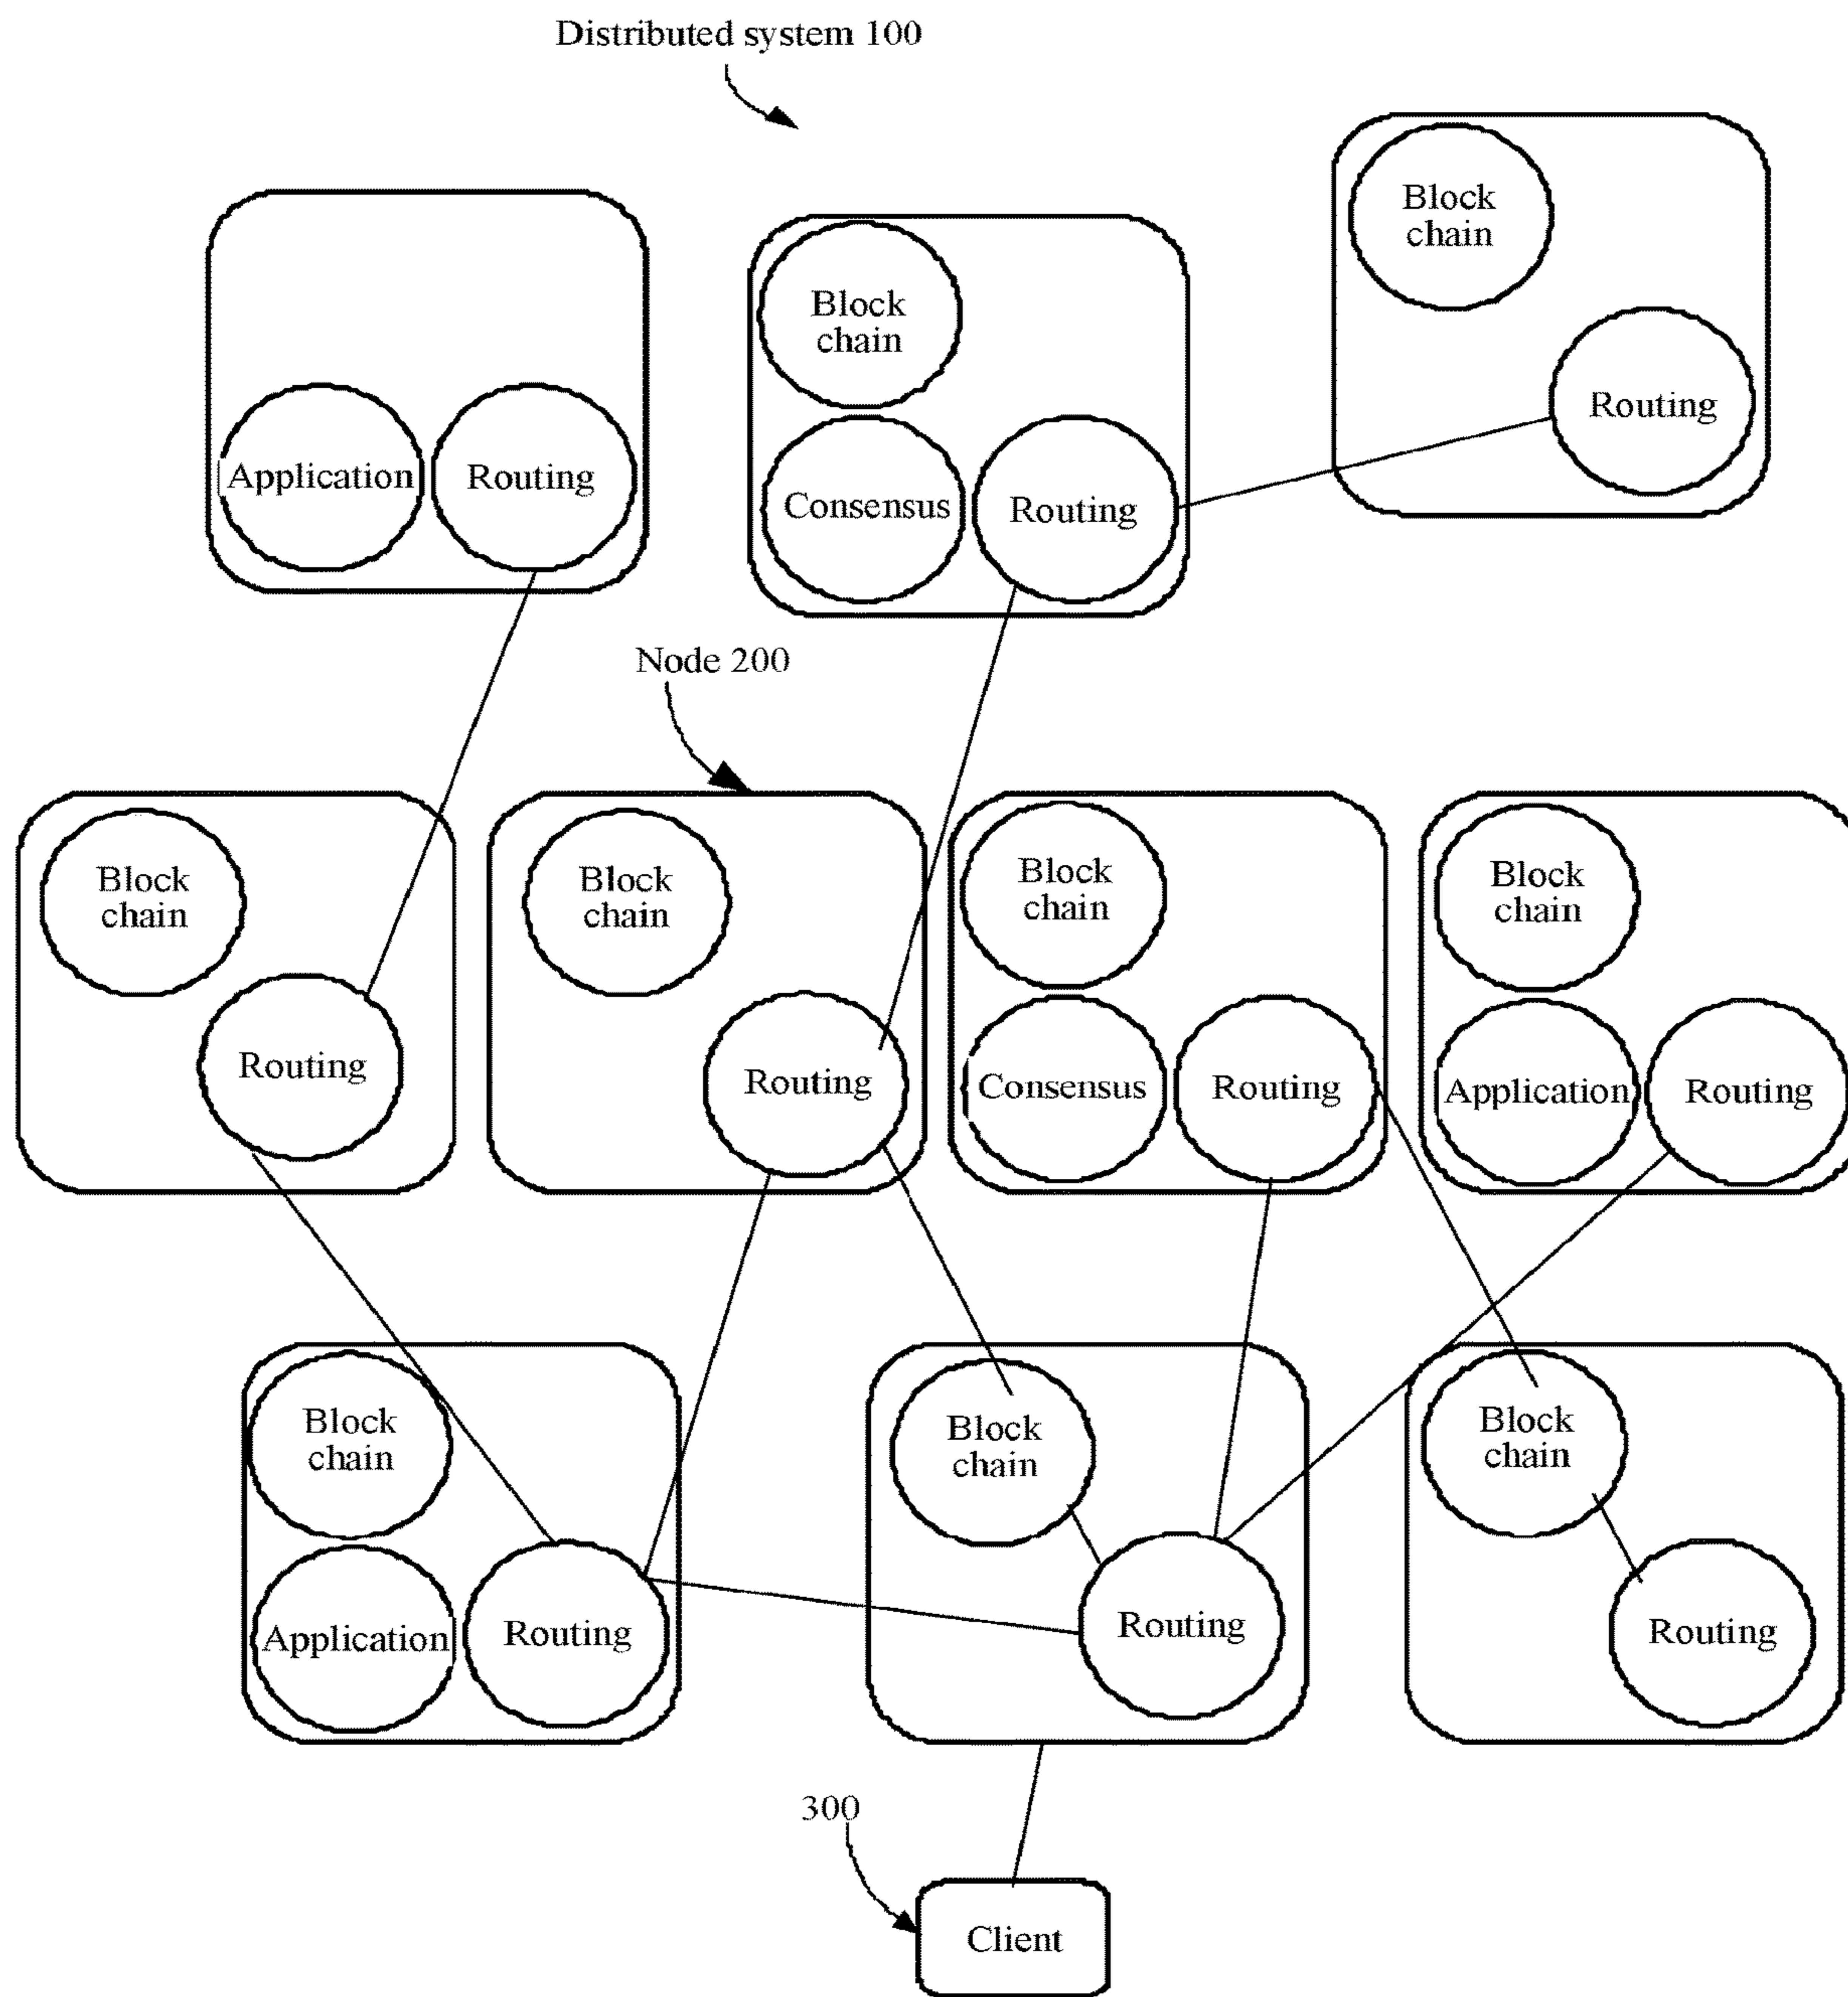 Distributed system 100
Block
chain
Block
chain
Routing
Application
Routing
Consensus
Routing
Node 200
Block
chain
Block
chain
Block
chain
Block
chain
Routing
Routing
Consensus
Routing
Application
Routing
Block
chain
Block
chain
Block
chain
Application
Routing
Routing
Routing
300
Client